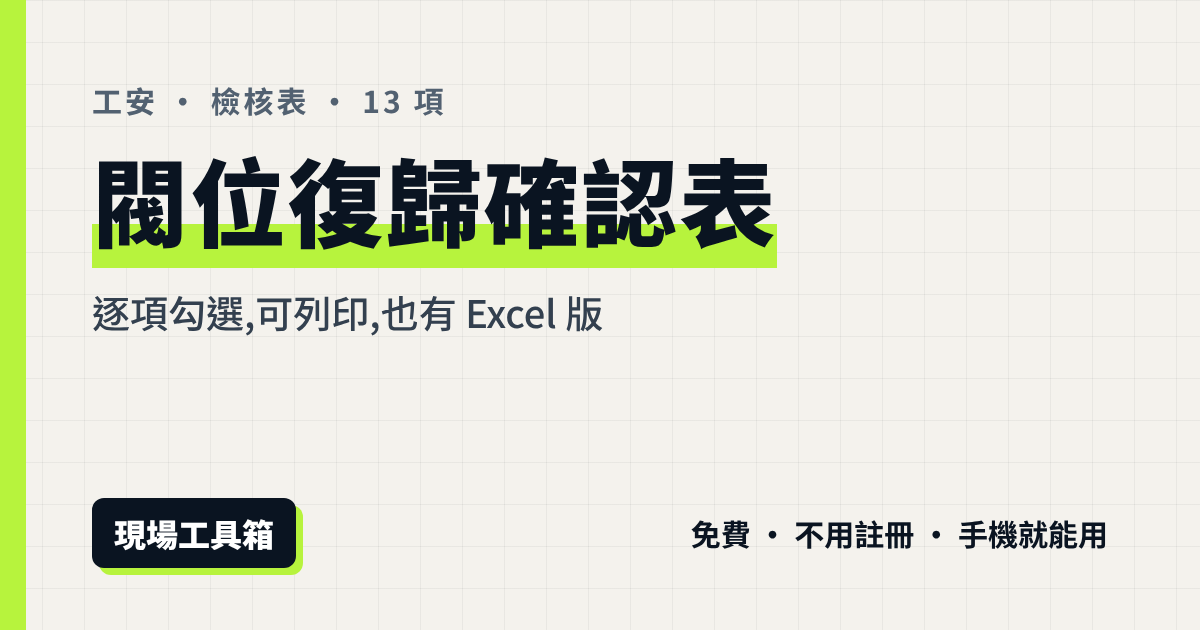 工安 · 檢核表 · 13 項
閥位復歸確認表
逐項勾選,可列印,也有 Excel 版
現場工具箱
免費 · 不用註冊 · 手機就能用